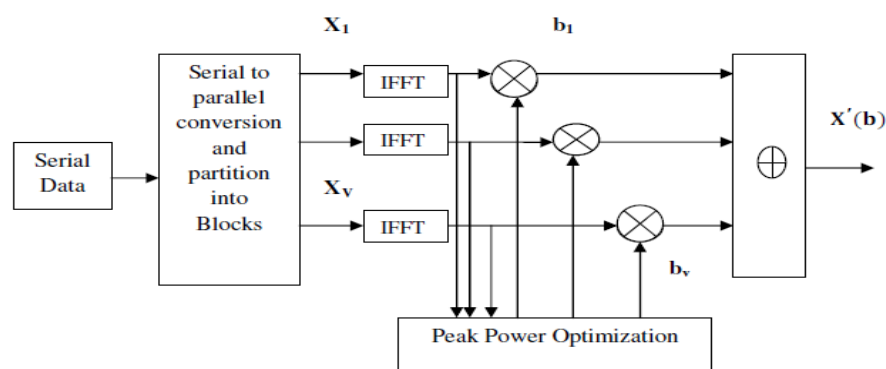 X1
b1
Serial to
parallel
conversion
and
partition
into
Blocks
IFFT
X′(b)
Serial
Data
IFFT
⊕
XV
IFFT
bv
Peak Power Optimization